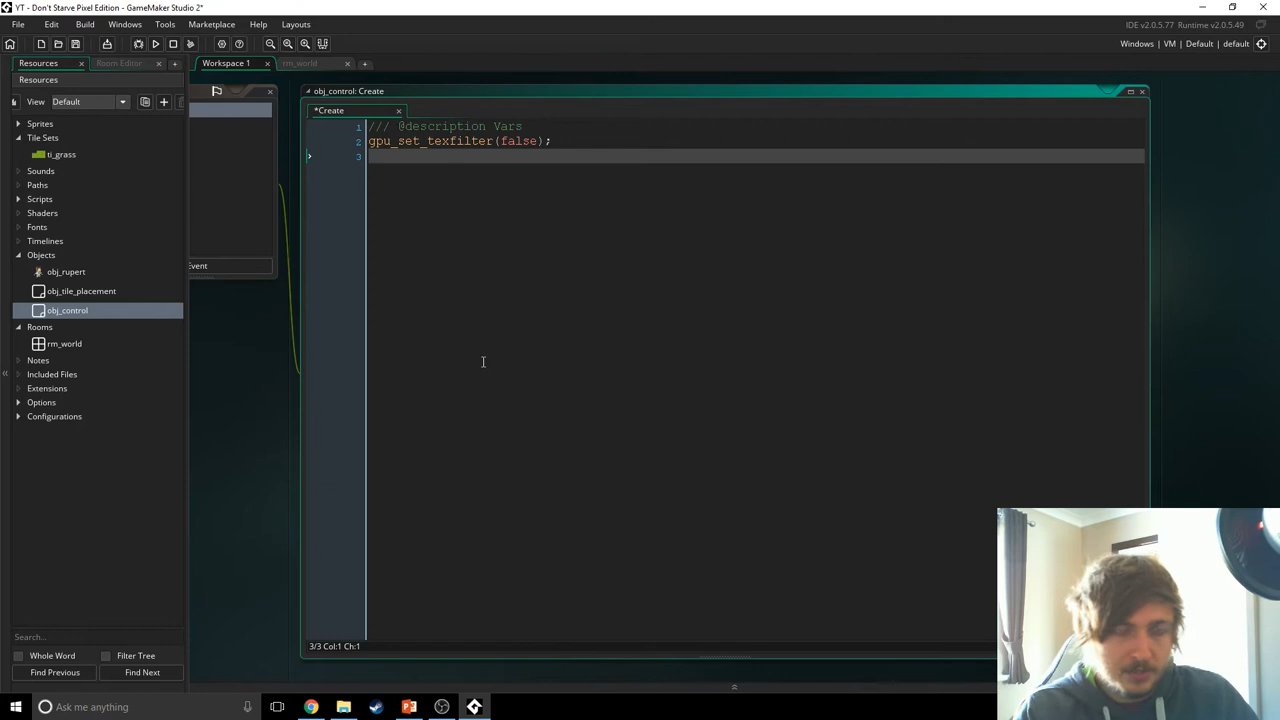 YT - Don't Starve Pixel Edition - GameMaker Studio 2*
File Edit Build Windows Tools Marketplace Help Layouts
IDE v2.0.5.77 Runtime v2.0.5.49
Windows | VM | Default | default
Resources
Room Editor
Workspace 1
rm_world
Resources
View Default
Sprites
Tile Sets
ti_grass
Sounds
Paths
Scripts
Shaders
Fonts
Timelines
Objects
obj_rupert
obj_tile_placement
obj_control
Rooms
rm_world
Notes
Included Files
Extensions
Options
Configurations
Search...
Whole Word
Filter Tree
Find Previous
Find Next
Event
obj_control: Create
*Create
1 /// @description Vars
2 gpu_set_texfilter(false);
3
3/3 Col:1 Ch:1
Ask me anything